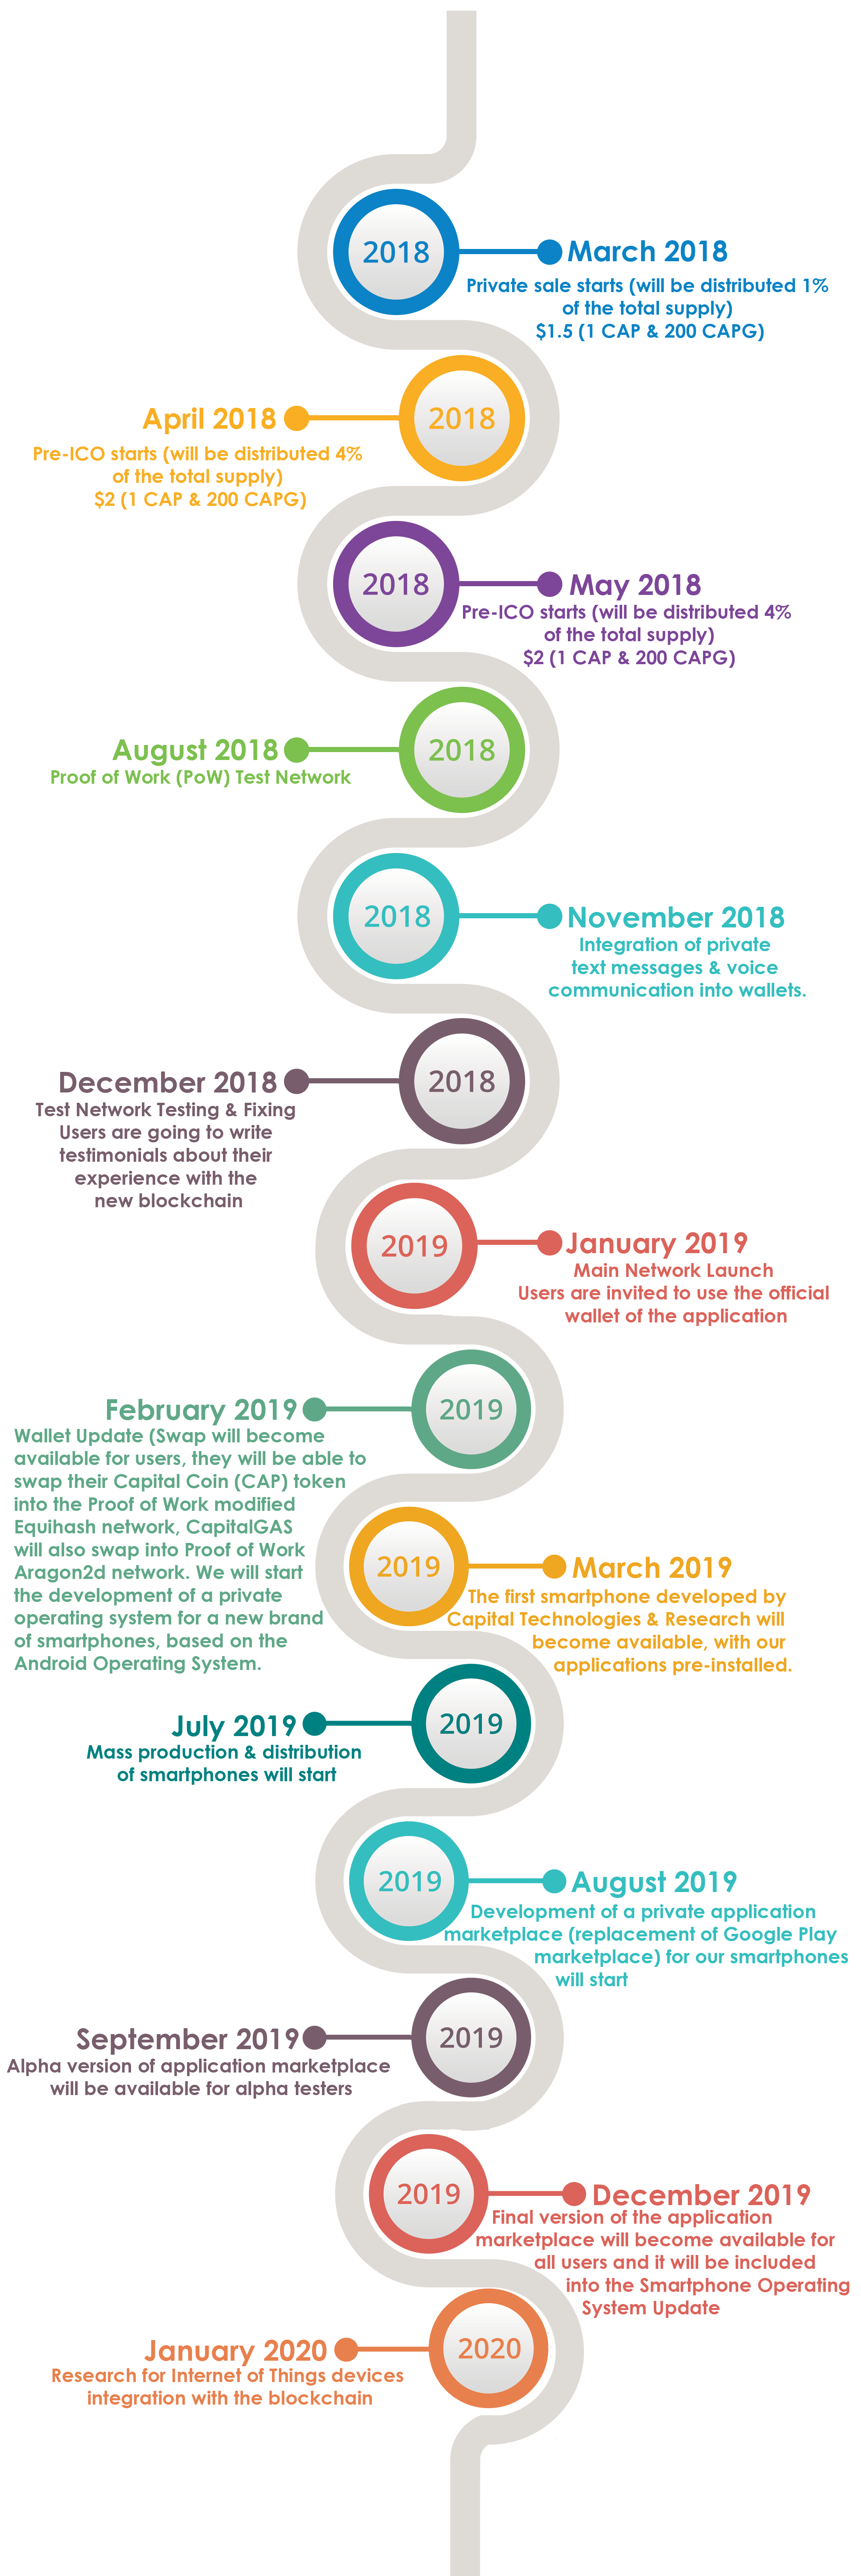 2018
March 2018
Private sale starts (will be distributed 1%
of the total supply)
$1.5 (1 CAP & 200 CAPG)
April 2018
2018
Pre-ICO starts (will be distributed 4%
of the total supply)
$2 (1 CAP & 200 CAPG)
2018
May 2018
Pre-ICO starts (will be distributed 4%
of the total supply)
$2 (1 CAP & 200 CAPG)
August 2018
2018
Proof of Work (PoW) Test Network
2018
November 2018
Integration of private
text messages & voice
communication into wallets.
December 2018
2018
Test Network Testing & Fixing
Users are going to write
testimonials about their
experience with the
new blockchain
2019
January 2019
Main Network Launch
Users are invited to use the official
wallet of the application
February 2019
2019
Wallet Update (Swap will become
available for users, they will be able to
swap their Capital Coin (CAP) token
into the Proof of Work modified
Equihash network, CapitalGAS
will also swap into Proof of Work
Aragon2d network. We will start
the development of a private
operating system for a new brand
of smartphones, based on the
Android Operating System.
2019
March 2019
The first smartphone developed by
Capital Technologies & Research will
become available, with our
applications pre-installed.
July 2019
2019
Mass production & distribution
of smartphones will start
2019
August 2019
Development of a private application
marketplace (replacement of Google Play
marketplace) for our smartphones
will start
September 2019
2019
Alpha version of application marketplace
will be available for alpha testers
2019
December 2019
Final version of the application
marketplace will become available for
all users and it will be included
into the Smartphone Operating
System Update
January 2020
2020
Research for Internet of Things devices
integration with the blockchain